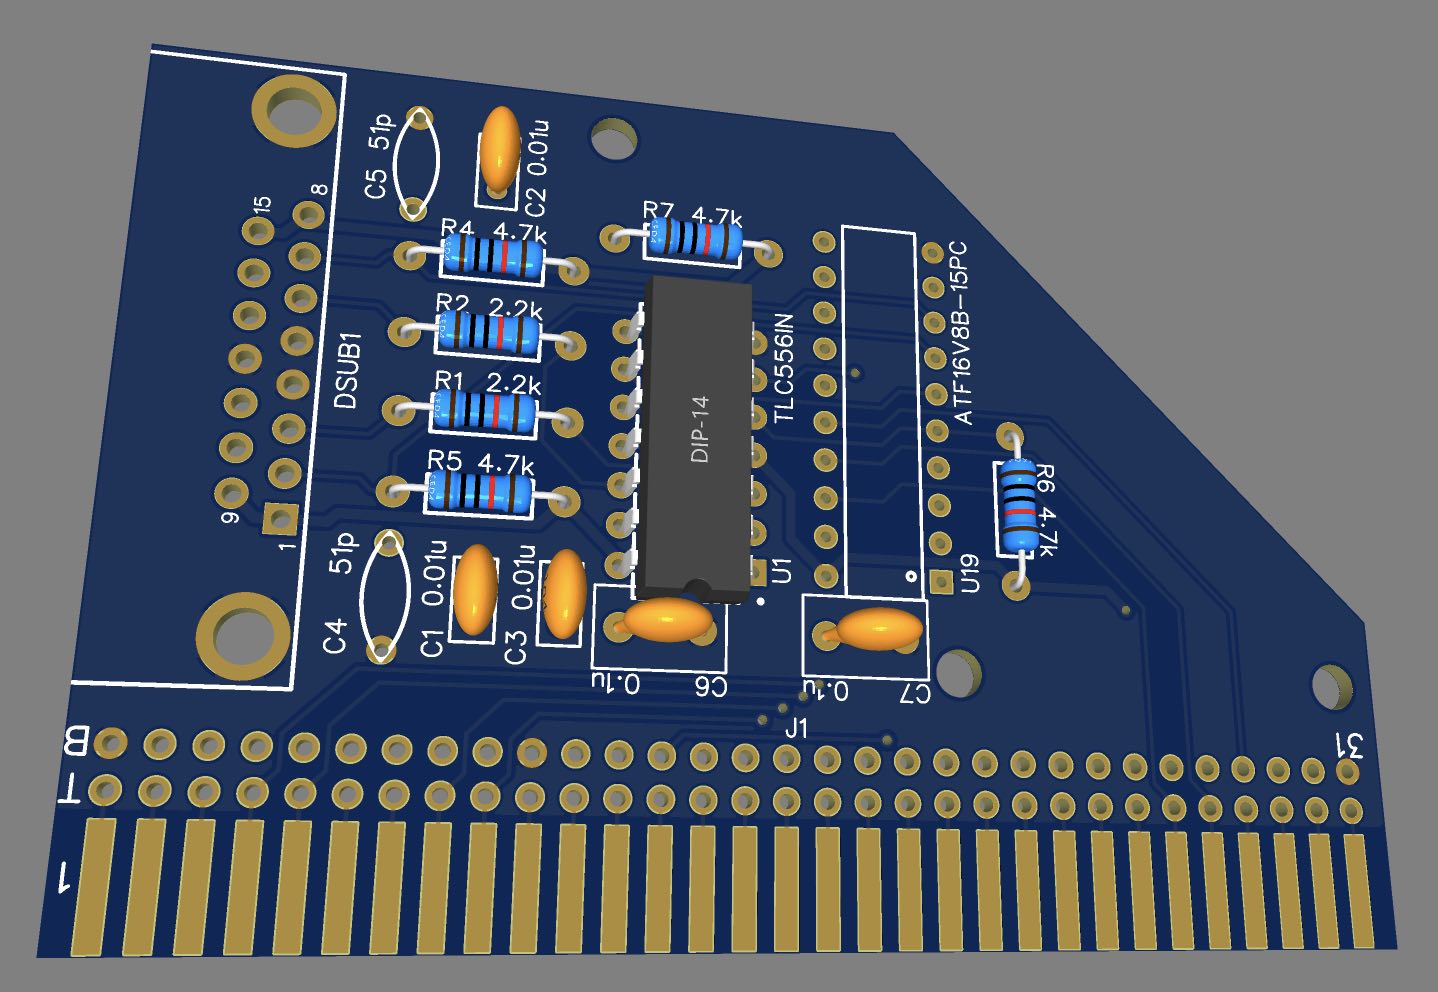 C5 51p
C2 0.01u
15
8
R4 4.7k
R7 4.7k
R2 2.2k
R1 2.2k
R5 4.7k
DSUB1
9
1
DIP-14
TLC556IN
U1
ATF16V8B-15PC
U19
R6 4.7k
C4 51p
C1 0.01u
C3 0.01u
0.1u C6
0.1u C7
J1
B
T
31
1